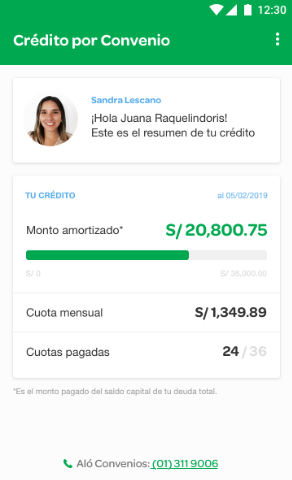 12:30
Crédito por Convenio
Sandra Lescano
¡Hola Juana Raquelindoris!
Este es el resumen de tu crédito
TU CRÉDITO
al 05/02/2019
Monto amortizado*
S/ 20,800.75
S/ 0
S/ 35,000.00
Cuota mensual
S/ 1,349.89
Cuotas pagadas
24 / 36
*Es el monto pagado del saldo capital de tu deuda total.
Aló Convenios: (01) 311 9006